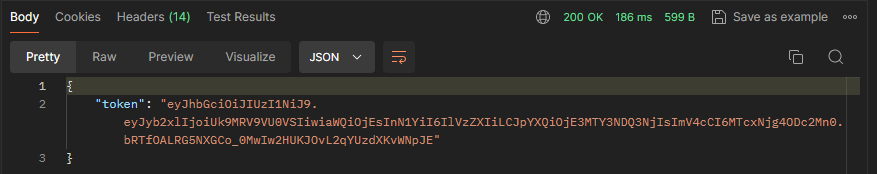 Body Cookies Headers (14) Test Results 200 OK 186 ms 599 B Save as example
Pretty Raw Preview Visualize JSON
1 {
2 "token": "eyJhbGciOiJIUzI1NiJ9.
eyJyb2xlIjoiUk9MRV9VU0VSIiwiaWQiOjEsInN1YiI6IlVzZXIiLCJpYXQiOjE3MTY3NDQ3NjIsImV4cCI6MTcxNjg4ODc2Mn0.
bRTfOALRG5NXGCo_0MwIw2HUKJOvL2qYUzdXKvWNpJE"
3 }